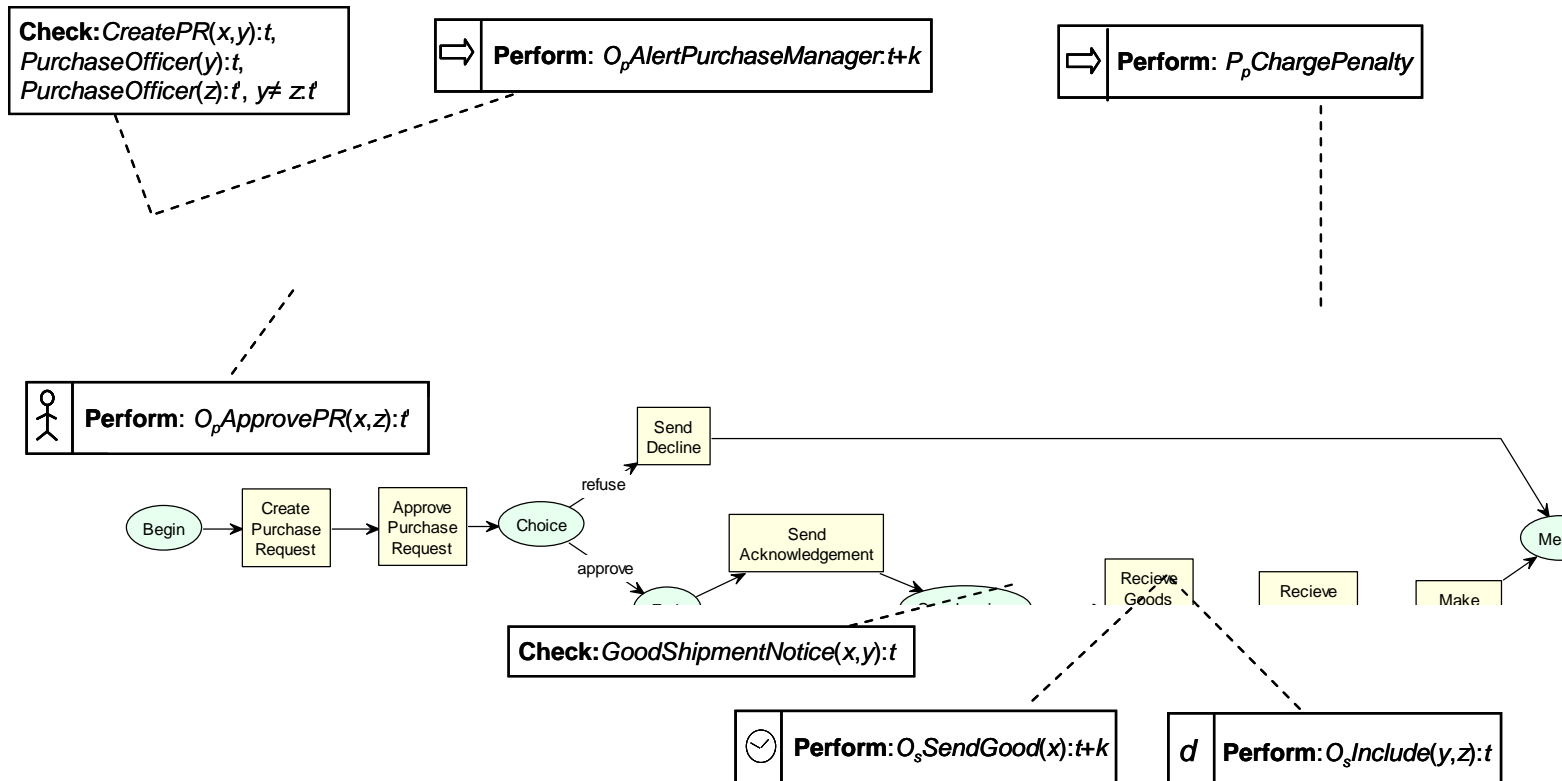 Check:CreatePR(x,y):t,
PurchaseOfficer(y):t,
PurchaseOfficer(z):t', y≠ z:t'
Perform: OpAlertPurchaseManager:t+k
Perform: PpChargePenalty
Perform: OpApprovePR(x,z):t'
Send
Decline
refuse
Begin
Create
Purchase
Request
Approve
Purchase
Request
Choice
approve
Send
Acknowledgement
Recieve
Goods
Recieve
Make
Me
Check:GoodShipmentNotice(x,y):t
Perform:OsSendGood(x):t+k
d Perform:OsInclude(y,z):t